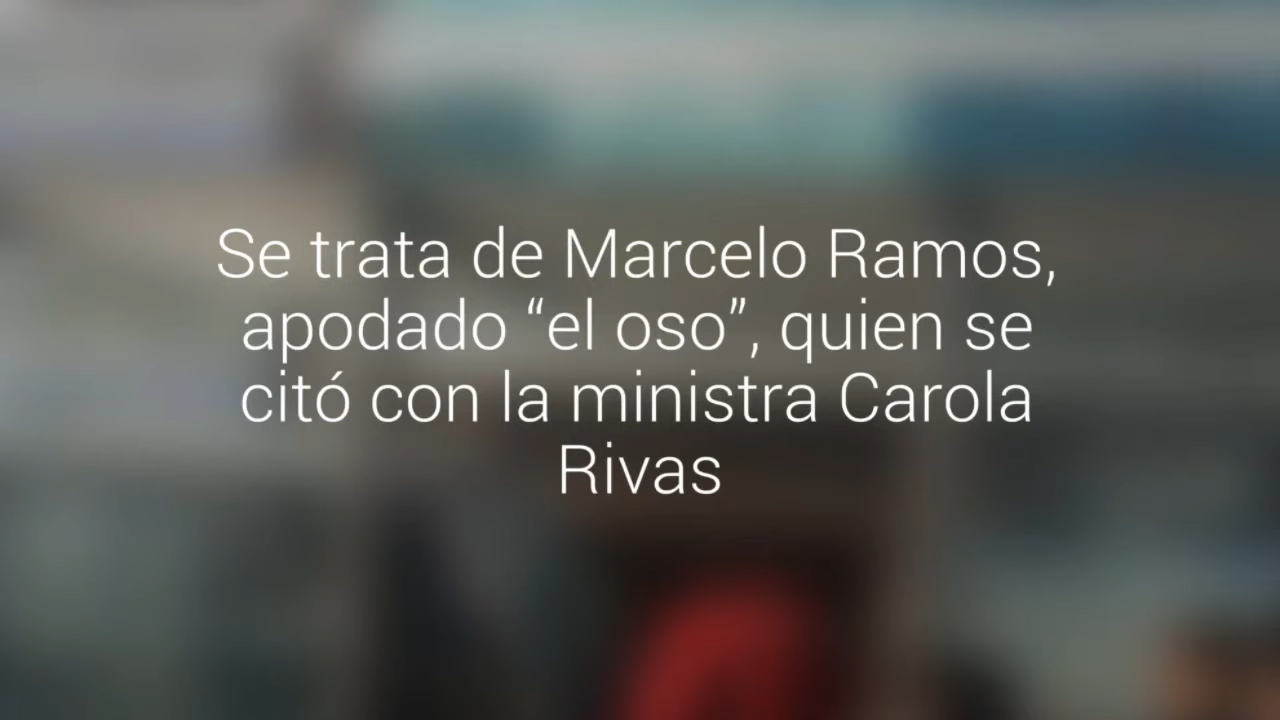 Se trata de Marcelo Ramos,
apodado “el oso”, quien se
citó con la ministra Carola
Rivas